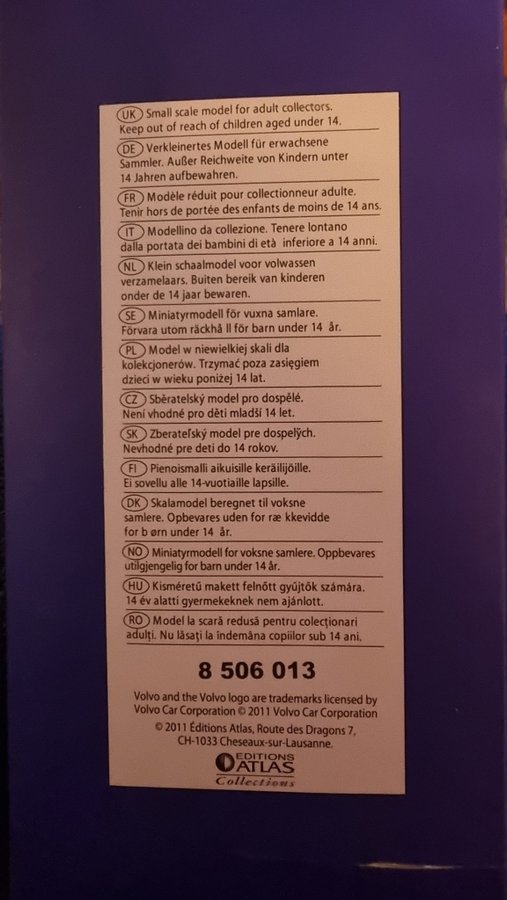 UK Small scale model for adult collectors.
Keep out of reach of children aged under 14.
DE Verkleinertes Modell für erwachsene
Sammler. Außer Reichweite von Kindern unter
14 Jahren aufbewahren.
FR Modèle réduit pour collectionneur adulte.
Tenir hors de portée des enfants de moins de 14 ans.
IT Modellino da collezione. Tenere lontano
dalla portata dei bambini di età inferiore a 14 anni.
NL Klein schaalmodel voor volwassen
verzamelaars. Buiten bereik van kinderen
onder de 14 jaar bewaren.
SE Miniatyrmodell för vuxna samlare.
Förvara utom räckhå ll för barn under 14 år.
PL Model w niewielkiej skali dla
kolekcjonerów. Trzymać poza zasięgiem
dzieci w wieku poniżej 14 lat.
CZ Sběratelský model pro dospělé.
Není vhodné pro děti mladší 14 let.
SK Zberateľský model pre dospelých.
Nevhodné pre deti do 14 rokov.
FI Pienoismalli aikuisille keräilijöille.
Ei sovellu alle 14-vuotiaille lapsille.
DK Skalamodel beregnet til voksne
samlere. Opbevares uden for ræ kkevidde
for b ørn under 14 år.
NO Miniatyrmodell for voksne samlere. Oppbevares
utilgjengelig for barn under 14 år.
HU Kisméretű makett felnőtt gyűjtők számára.
14 év alatti gyermekeknek nem ajánlott.
RO Model la scară redusă pentru colecționari
adulți. Nu lăsați la îndemâna copiilor sub 14 ani.
8 506 013
Volvo and the Volvo logo are trademarks licensed by
Volvo Car Corporation © 2011 Volvo Car Corporation
© 2011 Éditions Atlas, Route des Dragons 7,
CH-1033 Cheseaux-sur-Lausanne.
EDITIONS
ATLAS
Collections